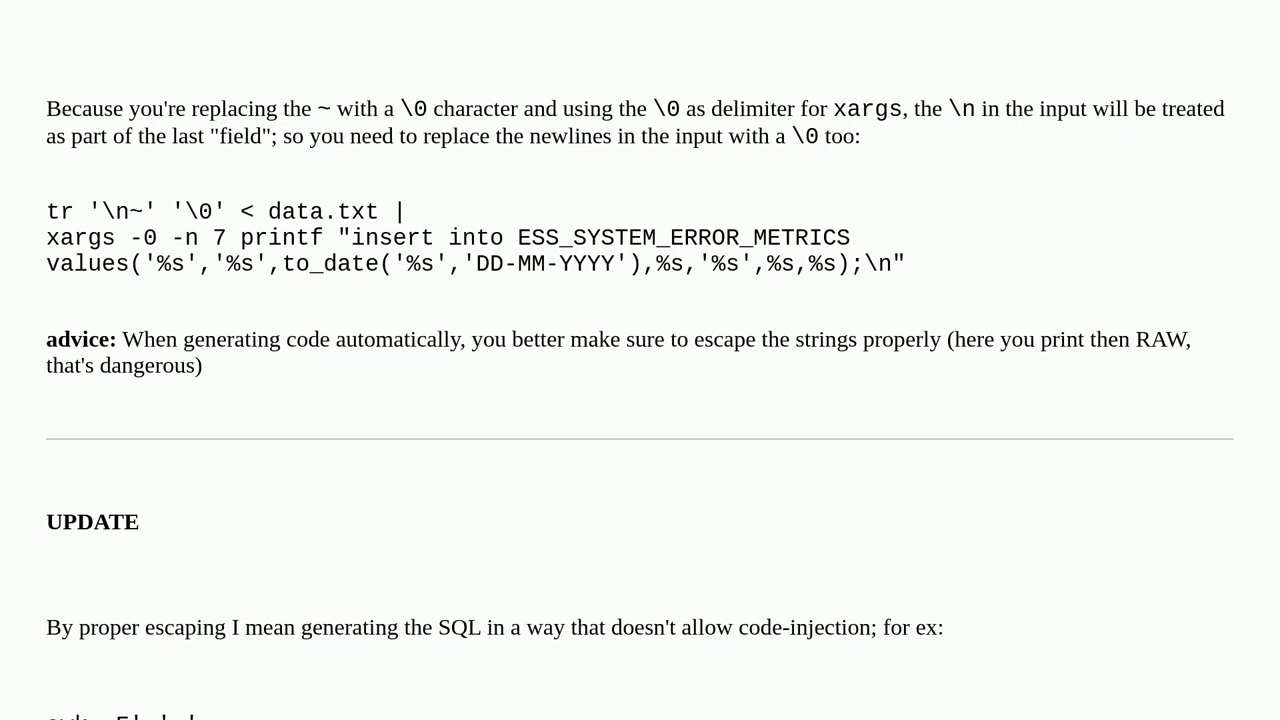 Because you're replacing the ~ with a \0 character and using the \0 as delimiter for xargs, the \n in the input will be treated
as part of the last "field"; so you need to replace the newlines in the input with a \0 too:
tr '\n~' '\0' < data.txt |
xargs -0 -n 7 printf "insert into ESS_SYSTEM_ERROR_METRICS
values('%s','%s',to_date('%s','DD-MM-YYYY'),%s,'%s',%s,%s);\n"
advice: When generating code automatically, you better make sure to escape the strings properly (here you print then RAW,
that's dangerous)
UPDATE
By proper escaping I mean generating the SQL in a way that doesn't allow code-injection; for ex: